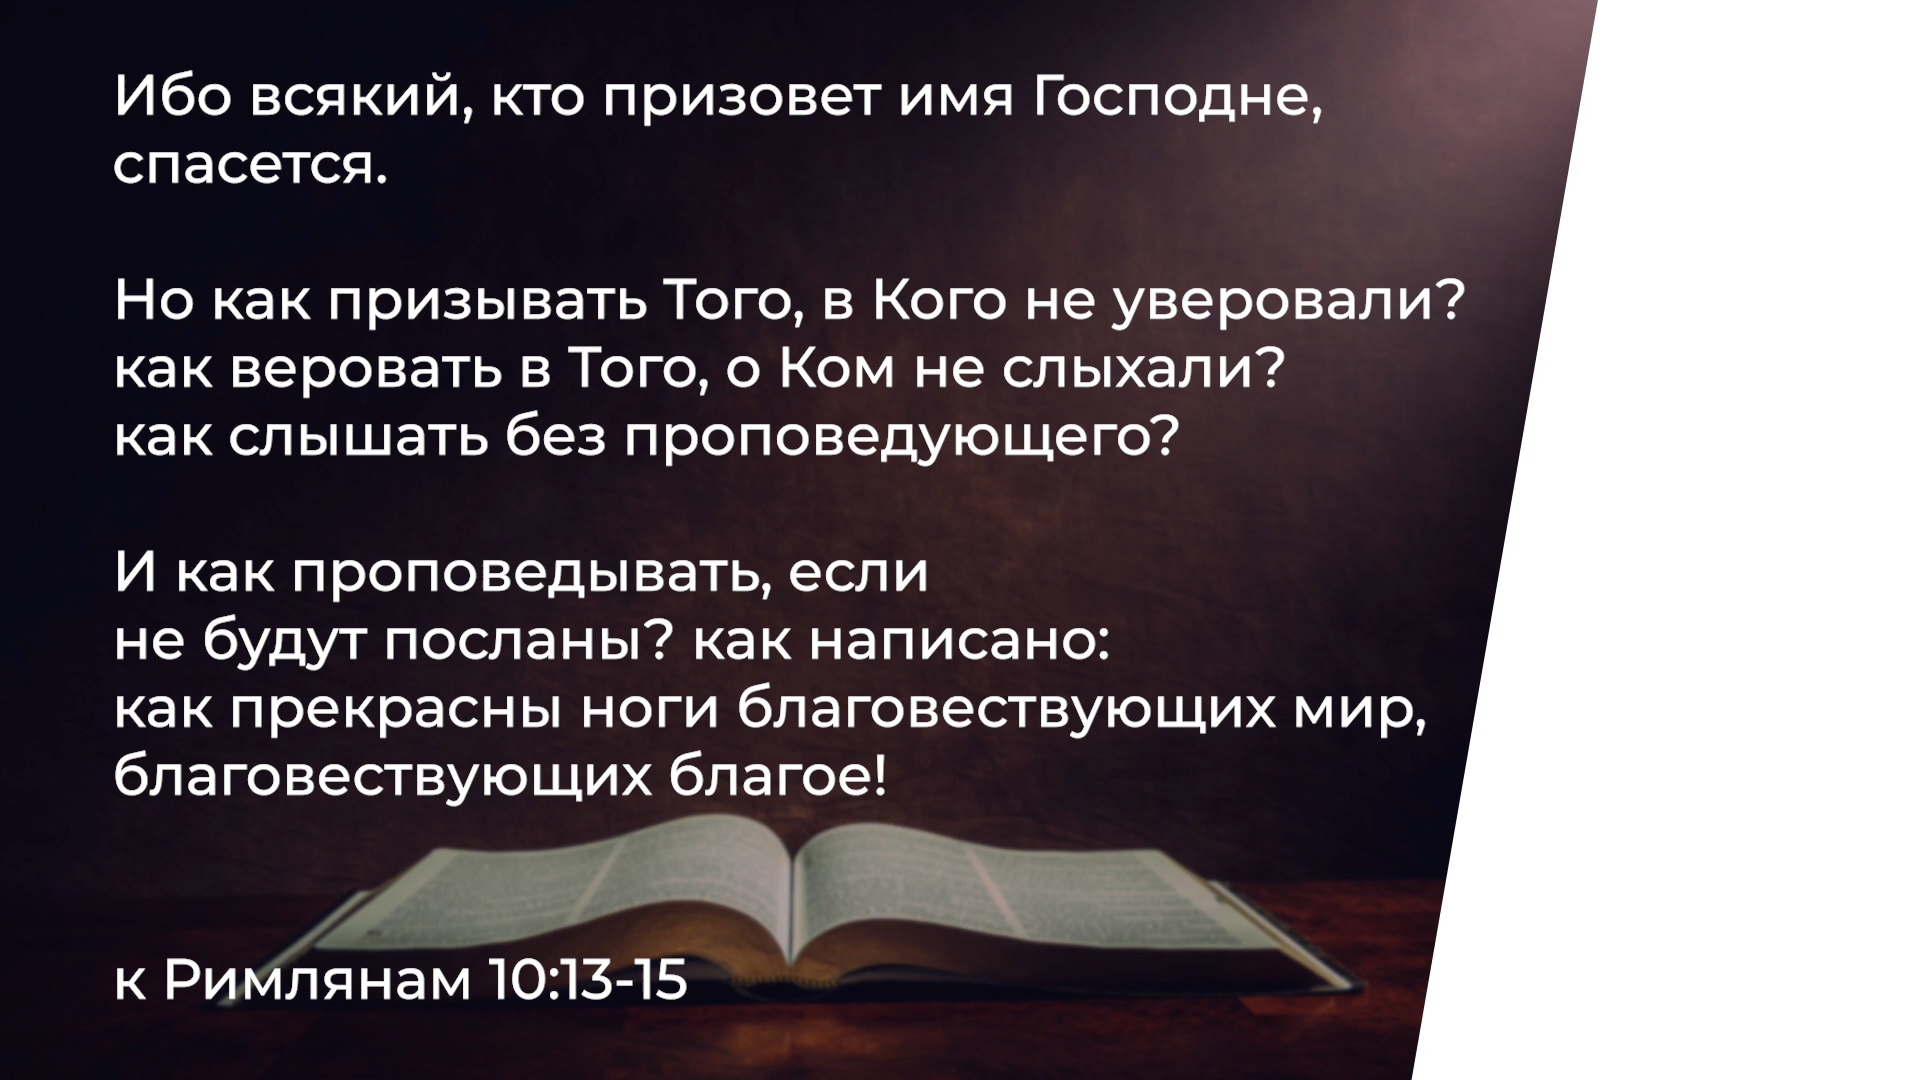 Ибо всякий, кто призовет имя Господне,
спасется.
Но как призывать Того, в Кого не уверовали?
как веровать в Того, о Ком не слыхали?
как слышать без проповедующего?
И как проповедывать, если
не будут посланы? как написано:
как прекрасны ноги благовествующих мир,
благовествующих благое!
к Римлянам 10:13-15